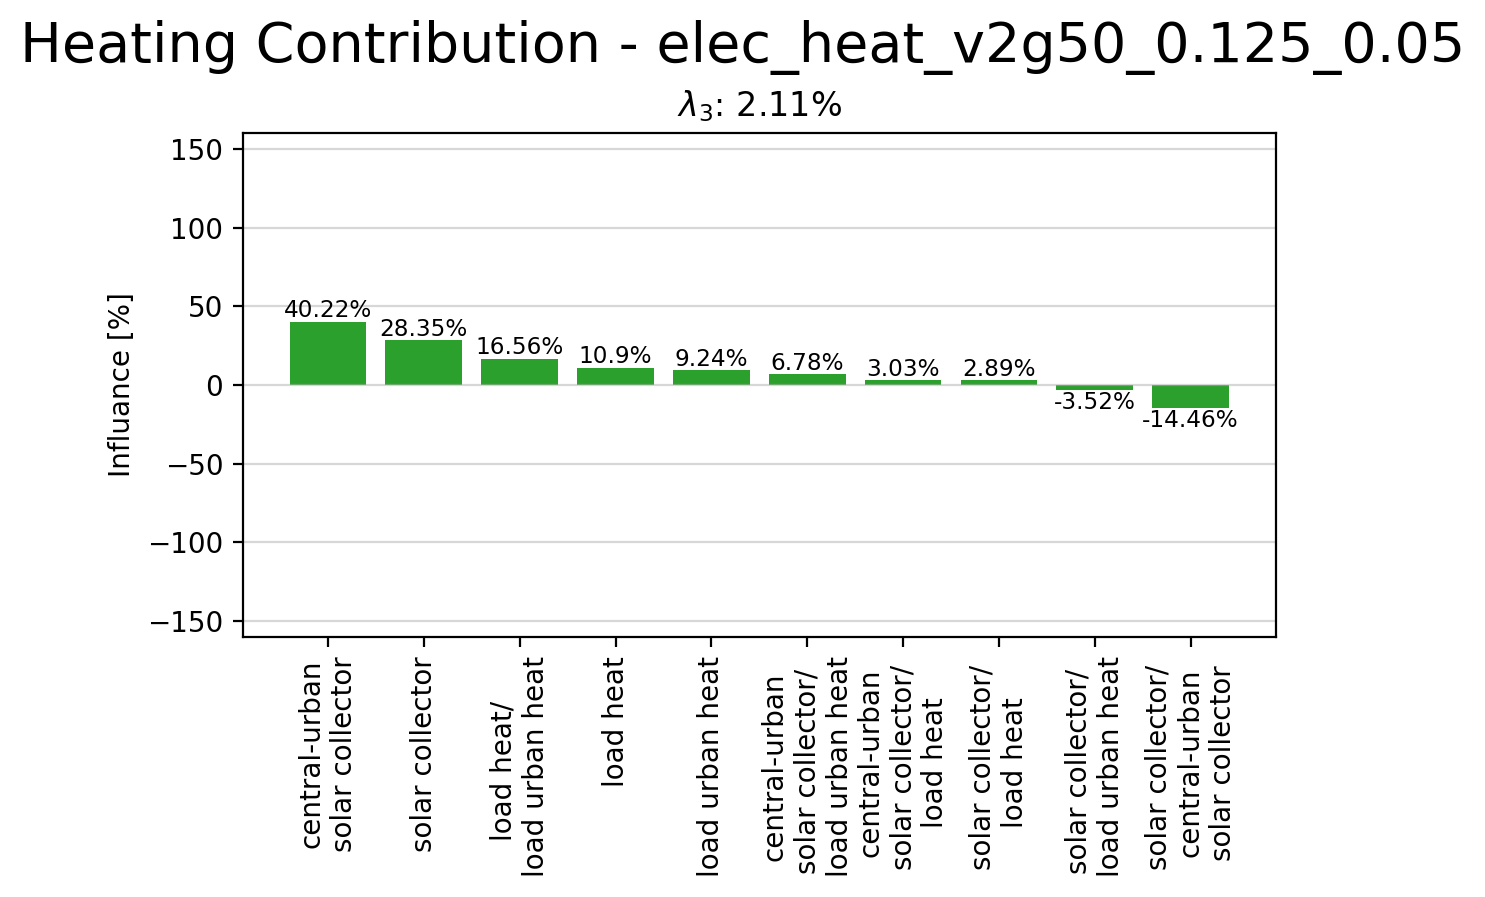 Heating Contribution - elec_heat_v2g50_0.125_0.05
λ₃: 2.11%
150
100
50
0
−50
−100
−150
Influance [%]
40.22%
28.35%
16.56%
10.9%
9.24%
6.78%
3.03%
2.89%
-3.52%
-14.46%
central-urban
solar collector
solar collector
load heat/
load urban heat
load heat
load urban heat
central-urban
solar collector/
load urban heat
central-urban
solar collector/
load heat
solar collector/
load heat
solar collector/
load urban heat
solar collector/
central-urban
solar collector